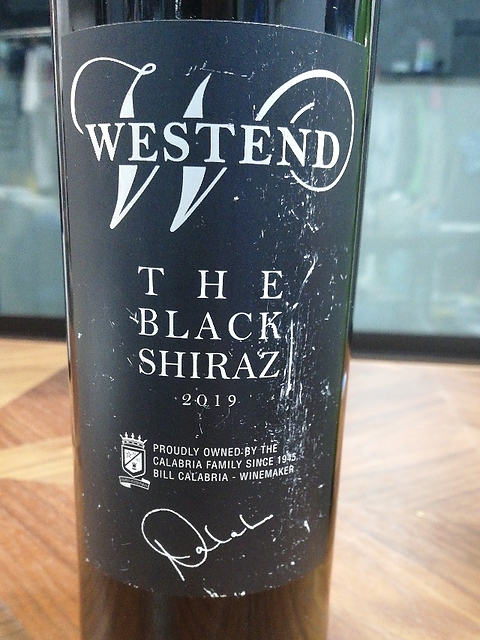 WESTEND
THE
BLACK
SHIRAZ
2019
PROUDLY OWNED BY THE
CALABRIA FAMILY SINCE 1945
BILL CALABRIA - WINEMAKER